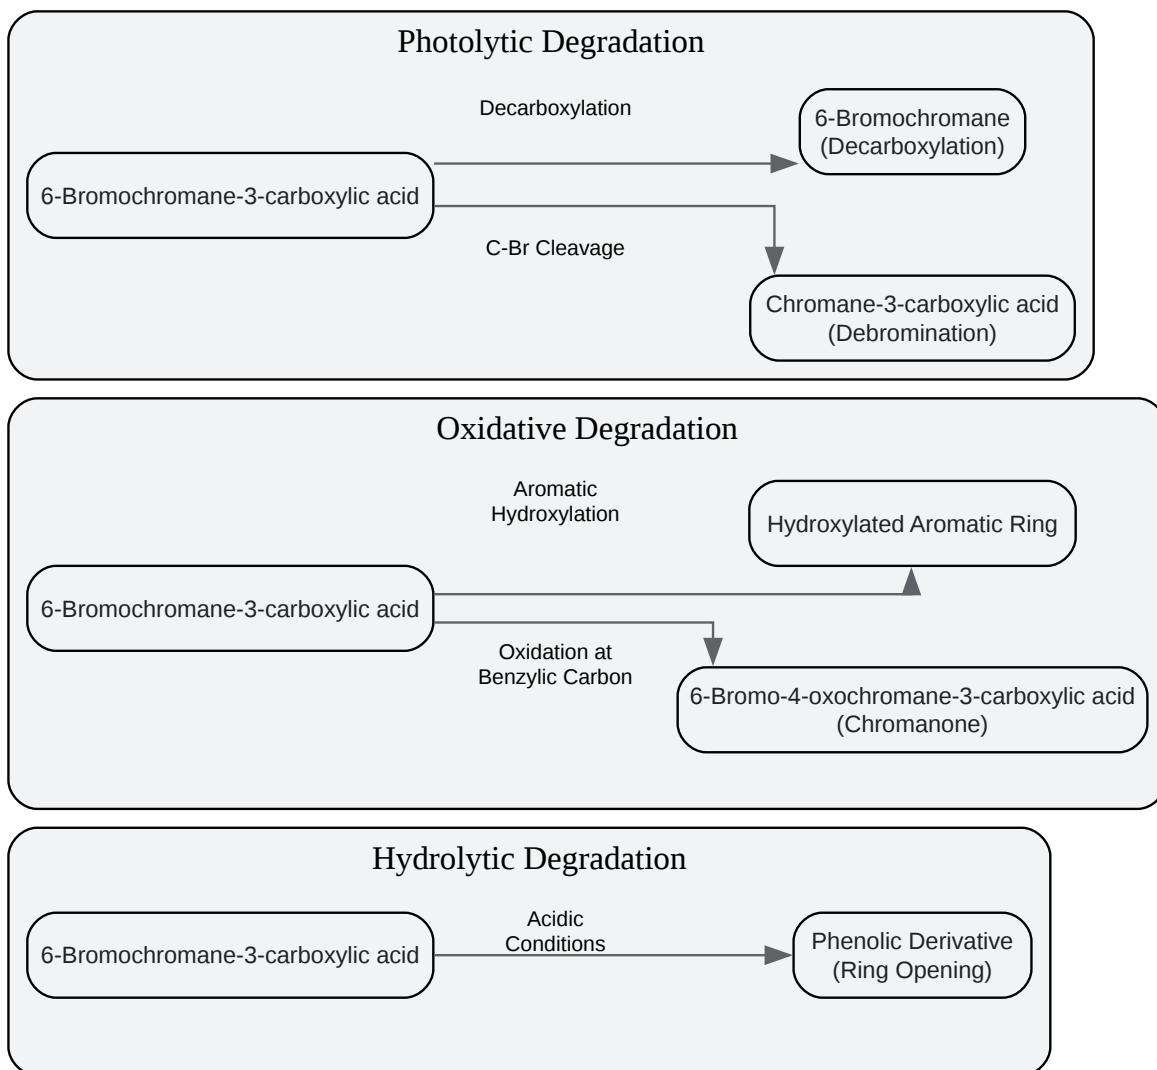 Photolytic Degradation
Decarboxylation
6-Bromochromane
(Decarboxylation)
6-Bromochromane-3-carboxylic acid
C-Br Cleavage
Chromane-3-carboxylic acid
(Debromination)
Oxidative Degradation
Aromatic
Hydroxylation
Hydroxylated Aromatic Ring
6-Bromochromane-3-carboxylic acid
Oxidation at
Benzylic Carbon
6-Bromo-4-oxochromane-3-carboxylic acid
(Chromanone)
Hydrolytic Degradation
6-Bromochromane-3-carboxylic acid
Acidic
Conditions
Phenolic Derivative
(Ring Opening)